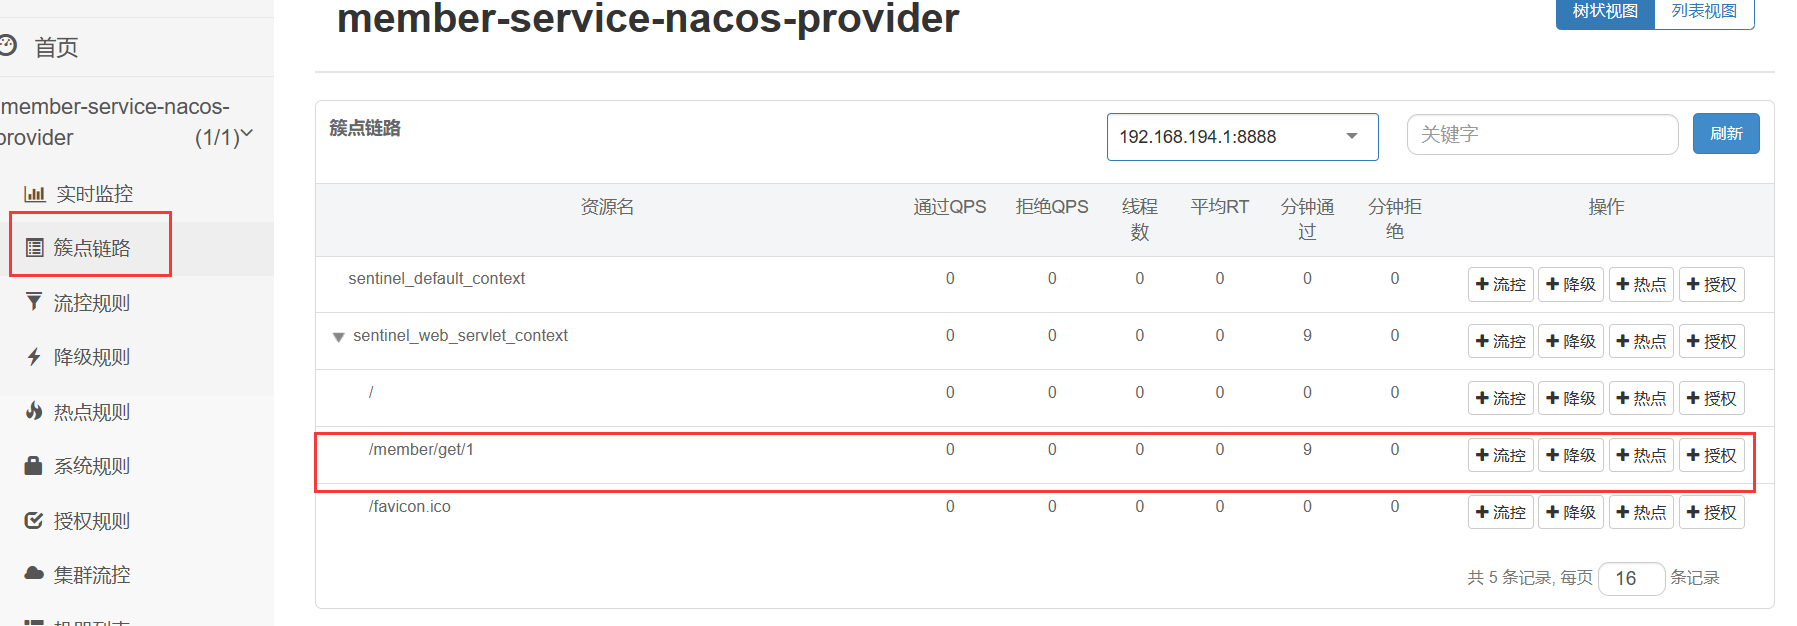 member-service-nacos-provider
树状视图
列表视图
首页
member-service-nacos-
provider (1/1)
实时监控
簇点链路
流控规则
降级规则
热点规则
系统规则
授权规则
集群流控
机器列表
簇点链路
192.168.194.1:8888
关键字
刷新
资源名 通过QPS 拒绝QPS 线程数 平均RT 分钟通过 分钟拒绝 操作
sentinel_default_context 0 0 0 0 0 0 流控 降级 热点 授权
sentinel_web_servlet_context 0 0 0 0 9 0 流控 降级 热点 授权
/ 0 0 0 0 0 0 流控 降级 热点 授权
/member/get/1 0 0 0 0 9 0 流控 降级 热点 授权
/favicon.ico 0 0 0 0 0 0 流控 降级 热点 授权
共 5 条记录, 每页 16 条记录